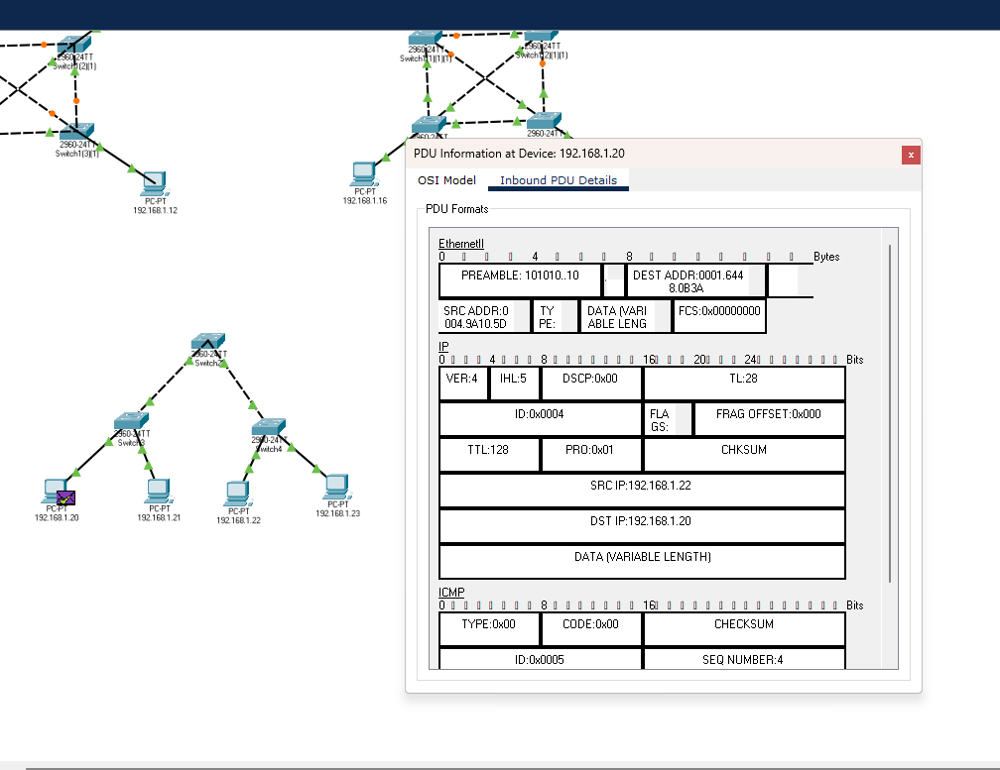 2960-24TT
Switch1(2)(1)
2960-24TT
Switch1(3)(1)
PC-PT
192.168.1.12
2960-24TT
Switch1(1)(1)(1)
2960-24TT
Switch1(2)(1)(1)
2960-24TT
2960-24TT
PC-PT
192.168.1.16
PDU Information at Device: 192.168.1.20
x
OSI Model
Inbound PDU Details
PDU Formats
EthernetII
0 4 8 Bytes
PREAMBLE: 101010..10
DEST ADDR:0001.644
8.0B3A
SRC ADDR:0
004.9A10.5D
TY
PE:
DATA (VARI
ABLE LENG
FCS:0x00000000
IP
0 4 8 16 20 24 Bits
VER:4 IHL:5 DSCP:0x00 TL:28
ID:0x0004 FLA
GS: FRAG OFFSET:0x000
TTL:128 PRO:0x01 CHKSUM
SRC IP:192.168.1.22
DST IP:192.168.1.20
DATA (VARIABLE LENGTH)
ICMP
0 8 16 Bits
TYPE:0x00 CODE:0x00 CHECKSUM
ID:0x0005 SEQ NUMBER:4
2960-24TT
2960-24TT
Switch3
2960-24TT
Switch4
PC-PT
192.168.1.20
PC-PT
192.168.1.21
PC-PT
192.168.1.22
PC-PT
192.168.1.23